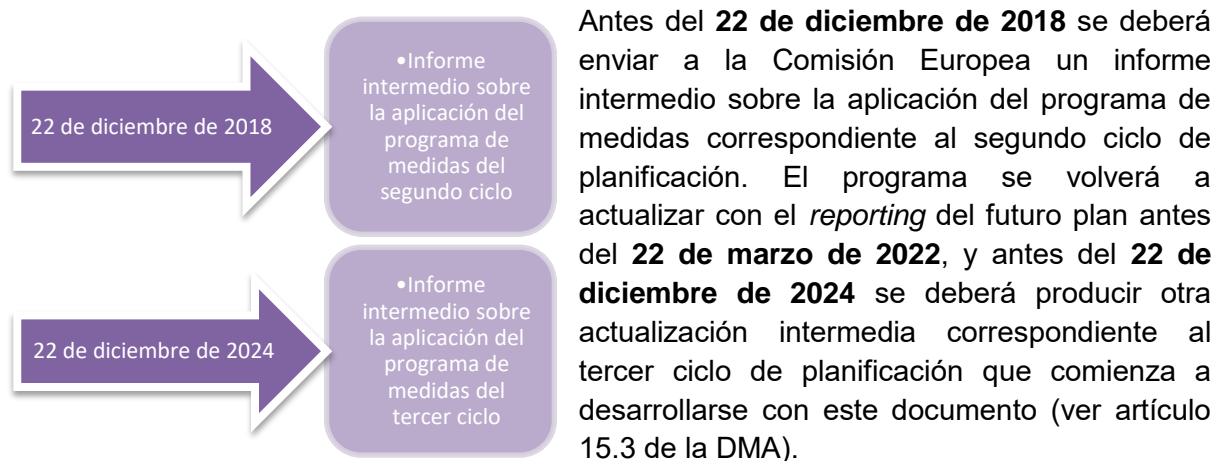 22 de diciembre de 2018
•Informe
intermedio sobre
la aplicación del
programa de
medidas del
segundo ciclo
22 de diciembre de 2024
•Informe
intermedio sobre
la aplicación del
programa de
medidas del
tercer ciclo
Antes del 22 de diciembre de 2018 se deberá
enviar a la Comisión Europea un informe
intermedio sobre la aplicación del programa de
medidas correspondiente al segundo ciclo de
planificación. El programa se volverá a
actualizar con el reporting del futuro plan antes
del 22 de marzo de 2022, y antes del 22 de
diciembre de 2024 se deberá producir otra
actualización intermedia correspondiente al
tercer ciclo de planificación que comienza a
desarrollarse con este documento (ver artículo
15.3 de la DMA).